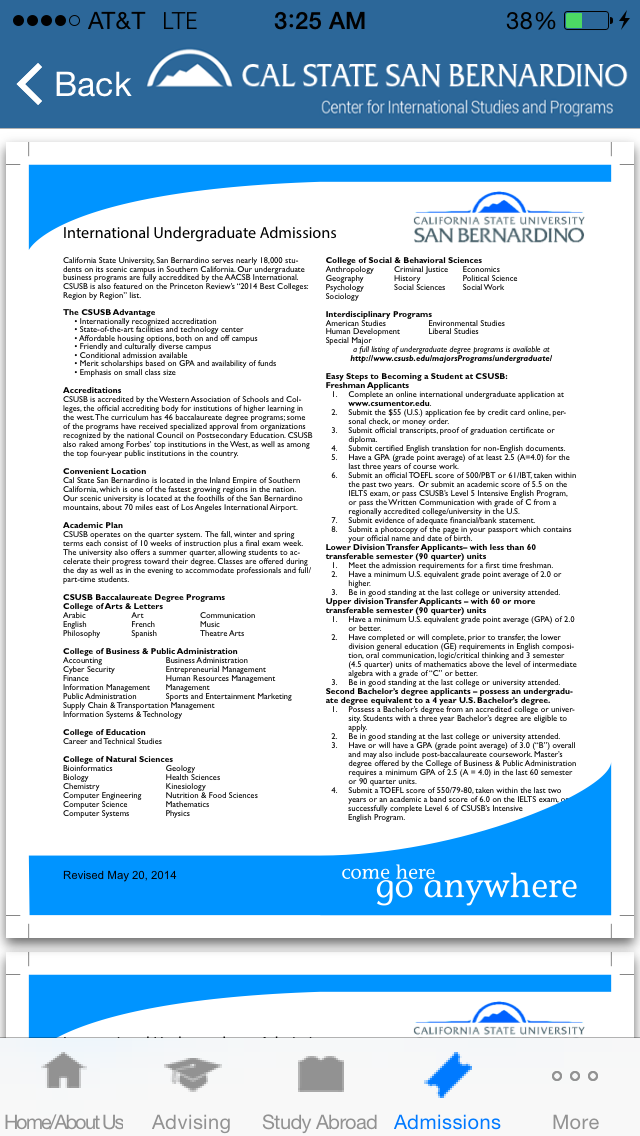 AT&T LTE 3:25 AM 38%
Back
CAL STATE SAN BERNARDINO
Center for International Studies and Programs
CALIFORNIA STATE UNIVERSITY
SAN BERNARDINO
International Undergraduate Admissions
California State University, San Bernardino serves nearly 18,000 stu-
dents on its scenic campus in Southern California. Our undergraduate
business programs are fully accreddited by the AACSB International.
CSUSB is also featured on the Princeton Review's "2014 Best Colleges:
Region by Region" list.
The CSUSB Advantage
• Internationally recognized accreditation
• State-of-the-art facilities and technology center
• Affordable housing options, both on and off campus
• Friendly and culturally diverse campus
• Conditional admission available
• Merit scholarships based on GPA and availability of funds
• Emphasis on small class size
Accreditations
CSUSB is accredited by the Western Association of Schools and Col-
leges, the official accrediting body for institutions of higher learning in
the west. The curriculum has 46 baccalaureate degree programs; some
of the programs have received specialized approval from organizations
recognized by the national Council on Postsecondary Education. CSUSB
also raked among Forbes' top institutions in the West, as well as among
the top four-year public institutions in the country.
Convenient Location
Cal State San Bernardino is located in the Inland Empire of Southern
California, which is one of the fastest growing regions in the nation.
Our scenic university is located at the foothills of the San Bernardino
mountains, about 70 miles east of Los Angeles International Airport.
Academic Plan
CSUSB operates on the quarter system. The fall, winter and spring
terms each consist of 10 weeks of instruction plus a final exam week.
The university also offers a summer quarter, allowing students to ac-
celerate their progress toward their degree. Classes are offered during
the day as well as in the evening to accommodate professionals and full/
part-time students.
CSUSB Baccalaureate Degree Programs
College of Arts & Letters
Arabic Art Communication
English French Music
Philosophy Spanish Theatre Arts
College of Business & Public Administration
Accounting Business Administration
Cyber Security Entrepreneurial Management
Finance Human Resources Management
Information Management Management
Public Administration Sports and Entertainment Marketing
Supply Chain & Transportation Management
Information Systems & Technology
College of Education
Career and Technical Studies
College of Natural Sciences
Bioinformatics Geology
Biology Health Sciences
Chemistry Kinesiology
Computer Engineering Nutrition & Food Sciences
Computer Science Mathematics
Computer Systems Physics
College of Social & Behavioral Sciences
Anthropology Criminal Justice Economics
Geography History Political Science
Psychology Social Sciences Social Work
Sociology
Interdisciplinary Programs
American Studies Environmental Studies
Human Development Liberal Studies
Special Major
a full listing of undergraduate degree programs is available at
http://www.csusb.edu/majorsPrograms/undergraduate/
Easy Steps to Becoming a Student at CSUSB:
Freshman Applicants
1. Complete an online international undergraduate application at
www.csumentor.edu.
2. Submit the $55 (U.S.) application fee by credit card online, per-
sonal check, or money order.
3. Submit official transcripts, proof of graduation certificate or
diploma.
4. Submit certified English translation for non-English documents.
5. Have a GPA (grade point average) of at least 2.5 (A=4.0) for the
last three years of course work.
6. Submit an official TOEFL score of 500/PBT or 61/IBT, taken within
the past two years. Or submit an academic score of 5.5 on the
IELTS exam, or pass CSUSB's Level 5 Intensive English Program,
or pass the Written Communication with grade of C from a
regionally accredited college/university in the U.S.
7. Submit evidence of adequate financial/bank statement.
8. Submit a photocopy of the page in your passport which contains
your official name and date of birth.
Lower Division Transfer Applicants– with less than 60
transferable semester (90 quarter) units
1. Meet the admission requirements for a first time freshman.
2. Have a minimum U.S. equivalent grade point average of 2.0 or
higher.
3. Be in good standing at the last college or university attended.
Upper division Transfer Applicants – with 60 or more
transferable semester (90 quarter) units
1. Have a minimum U.S. equivalent grade point average (GPA) of 2.0
or better.
2. Have completed or will complete, prior to transfer, the lower
division general education (GE) requirements in English composi-
tion, oral communication, logic/critical thinking and 3 semester
(4.5 quarter) units of mathematics above the level of intermediate
algebra with a grade of "C" or better.
3. Be in good standing at the last college or university attended.
Second Bachelor's degree applicants – possess an undergradu-
ate degree equivalent to a 4 year U.S. Bachelor's degree.
1. Possess a Bachelor's degree from an accredited college or univer-
sity. Students with a three year Bachelor's degree are eligible to
apply.
2. Be in good standing at the last college or university attended.
3. Have or will have a GPA (grade point average) of 3.0 ("B") overall
and may also include post-baccalaureate coursework. Master's
degree offered by the College of Business & Public Administration
requires a minimum GPA of 2.5 (A = 4.0) in the last 60 semester
or 90 quarter units.
4. Submit a TOEFL score of 550/79-80, taken within the last two
years or an academic a band score of 6.0 on the IELTS exam, or
successfully complete Level 6 of CSUSB's Intensive
English Program.
Revised May 20, 2014
come here
go anywhere
CALIFORNIA STATE UNIVERSITY
Home/About Us Advising Study Abroad Admissions More